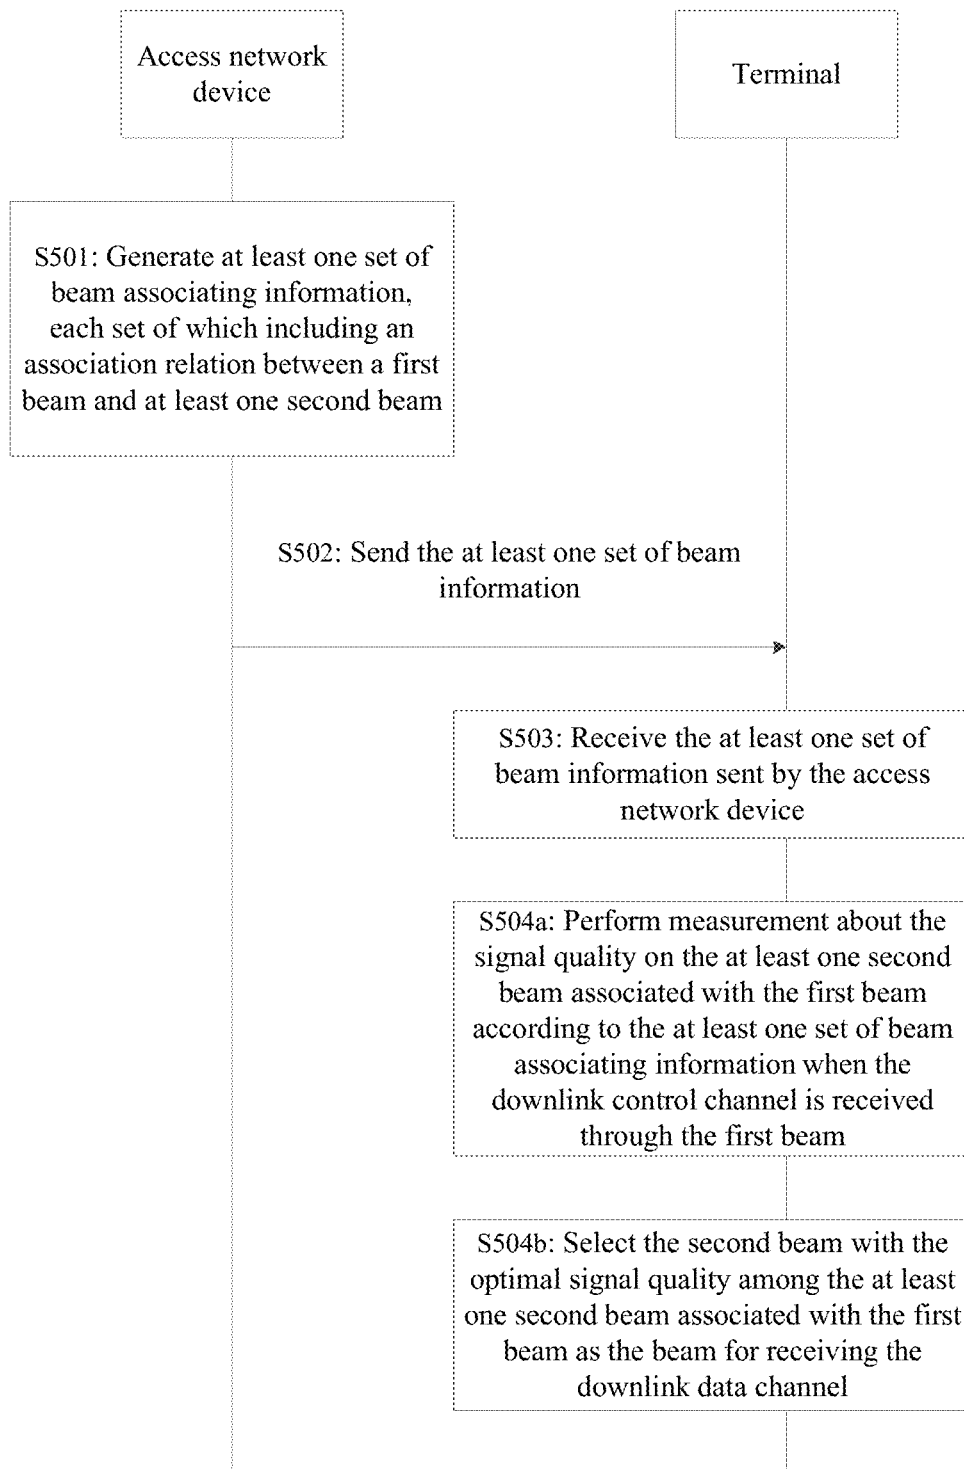 Access network
device
Terminal
S501: Generate at least one set of
beam associating information,
each set of which including an
association relation between a first
beam and at least one second beam
S502: Send the at least one set of beam
information
S503: Receive the at least one set of
beam information sent by the access
network device
S504a: Perform measurement about the
signal quality on the at least one second
beam associated with the first beam
according to the at least one set of beam
associating information when the
downlink control channel is received
through the first beam
S504b: Select the second beam with the
optimal signal quality among the at least
one second beam associated with the first
beam as the beam for receiving the
downlink data channel